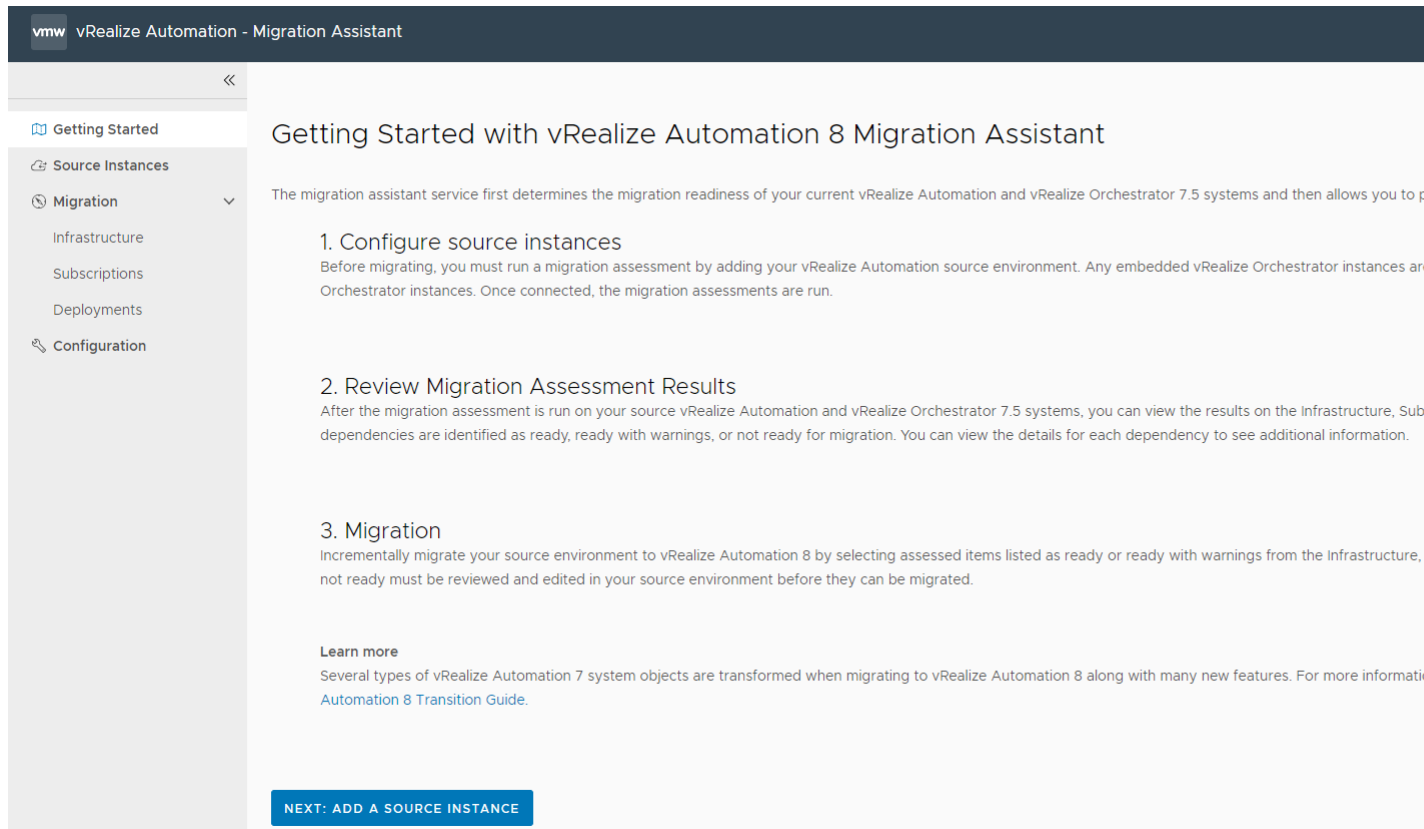 vmw vRealize Automation - Migration Assistant
Getting Started
Source Instances
Migration
Infrastructure
Subscriptions
Deployments
Configuration
Getting Started with vRealize Automation 8 Migration Assistant
The migration assistant service first determines the migration readiness of your current vRealize Automation and vRealize Orchestrator 7.5 systems and then allows you to p
1. Configure source instances
Before migrating, you must run a migration assessment by adding your vRealize Automation source environment. Any embedded vRealize Orchestrator instances are
Orchestrator instances. Once connected, the migration assessments are run.
2. Review Migration Assessment Results
After the migration assessment is run on your source vRealize Automation and vRealize Orchestrator 7.5 systems, you can view the results on the Infrastructure, Sub
dependencies are identified as ready, ready with warnings, or not ready for migration. You can view the details for each dependency to see additional information.
3. Migration
Incrementally migrate your source environment to vRealize Automation 8 by selecting assessed items listed as ready or ready with warnings from the Infrastructure,
not ready must be reviewed and edited in your source environment before they can be migrated.
Learn more
Several types of vRealize Automation 7 system objects are transformed when migrating to vRealize Automation 8 along with many new features. For more informati
Automation 8 Transition Guide.
NEXT: ADD A SOURCE INSTANCE